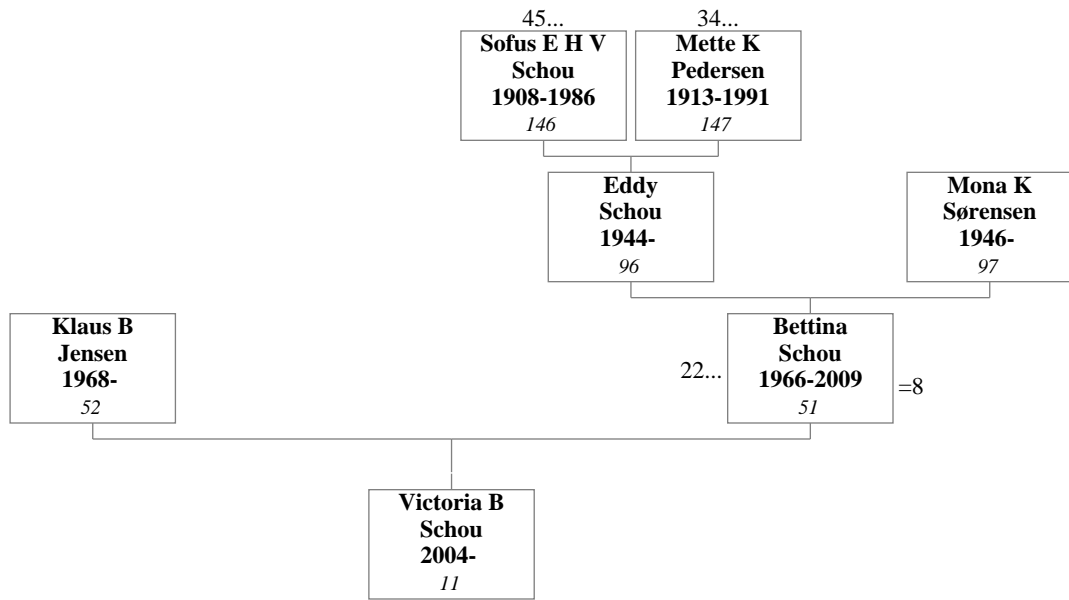 45...
Sofus E H V
Schou
1908-1986
146
34...
Mette K
Pedersen
1913-1991
147
Eddy
Schou
1944-
96
Mona K
Sørensen
1946-
97
Klaus B
Jensen
1968-
52
22...
Bettina
Schou
1966-2009
51
=8
Victoria B
Schou
2004-
11